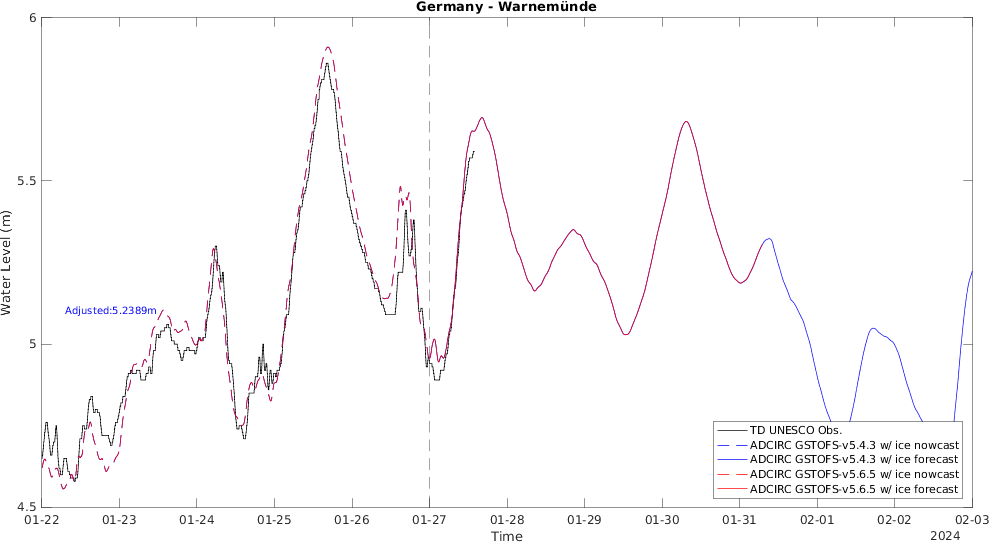 Germany - Warnemünde
6
5.5
5
4.5
Water Level (m)
Adjusted:5.2389m
TD UNESCO Obs.
ADCIRC GSTOFS-v5.4.3 w/ ice nowcast
ADCIRC GSTOFS-v5.4.3 w/ ice forecast
ADCIRC GSTOFS-v5.6.5 w/ ice nowcast
ADCIRC GSTOFS-v5.6.5 w/ ice forecast
01-22 01-23 01-24 01-25 01-26 01-27 01-28 01-29 01-30 01-31 02-01 02-02 02-03
Time
2024